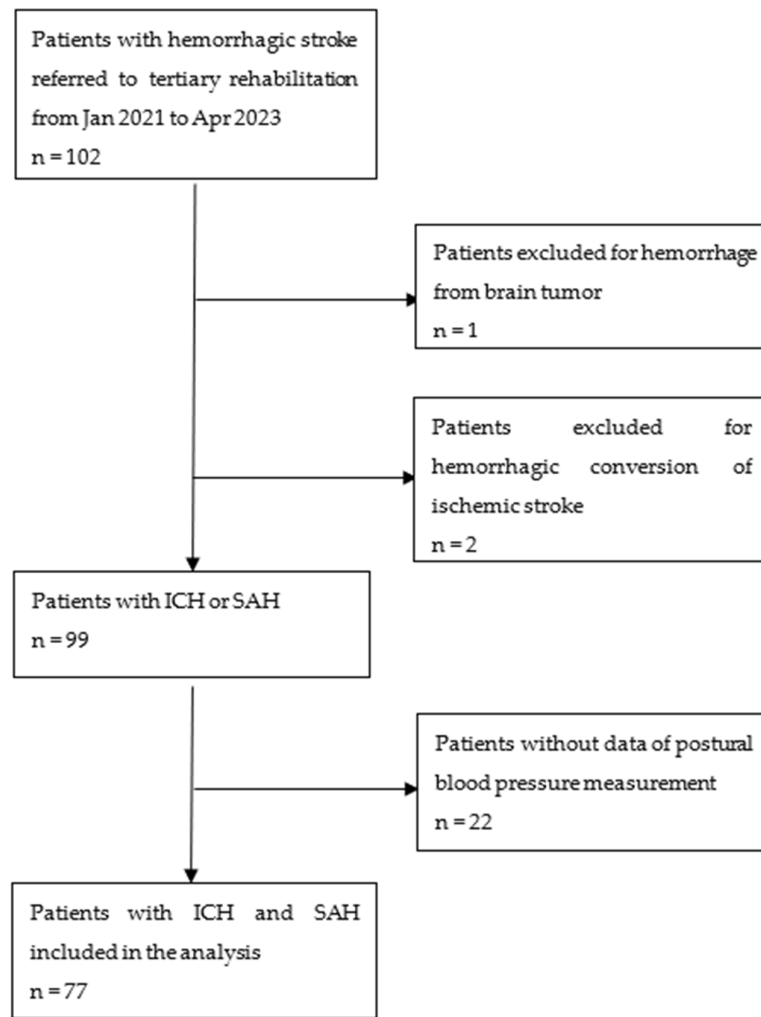 Patients with hemorrhagic stroke
referred to tertiary rehabilitation
from Jan 2021 to Apr 2023
n = 102
Patients excluded for hemorrhage
from brain tumor
n = 1
Patients excluded for
hemorrhagic conversion of
ischemic stroke
n = 2
Patients with ICH or SAH
n = 99
Patients without data of postural
blood pressure measurement
n = 22
Patients with ICH and SAH
included in the analysis
n = 77